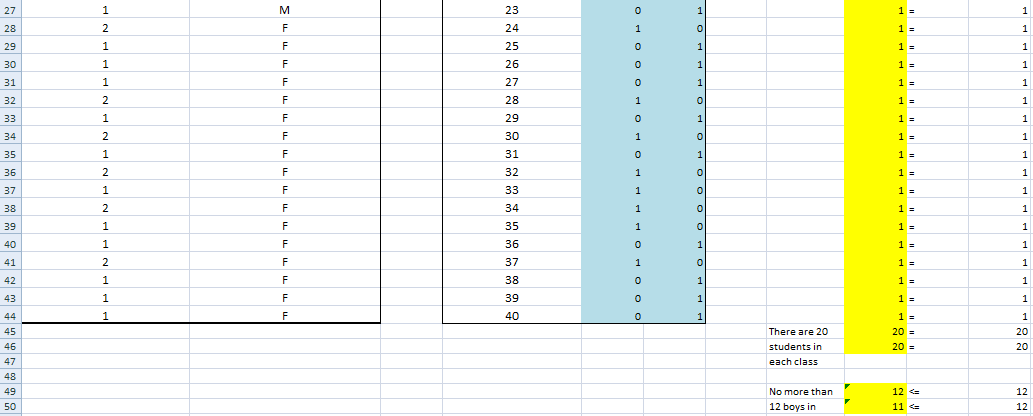 27 1 M 23 0 1 1 = 1
28 2 F 24 1 0 1 = 1
29 1 F 25 0 1 1 = 1
30 1 F 26 0 1 1 = 1
31 1 F 27 0 1 1 = 1
32 2 F 28 1 0 1 = 1
33 1 F 29 0 1 1 = 1
34 2 F 30 1 0 1 = 1
35 1 F 31 0 1 1 = 1
36 2 F 32 1 0 1 = 1
37 1 F 33 1 0 1 = 1
38 2 F 34 1 0 1 = 1
39 1 F 35 1 0 1 = 1
40 1 F 36 0 1 1 = 1
41 2 F 37 1 0 1 = 1
42 1 F 38 0 1 1 = 1
43 1 F 39 0 1 1 = 1
44 1 F 40 0 1 1 = 1
45 There are 20 20 = 20
46 students in 20 = 20
47 each class
48
49 No more than 12 <= 12
50 12 boys in 11 <= 12